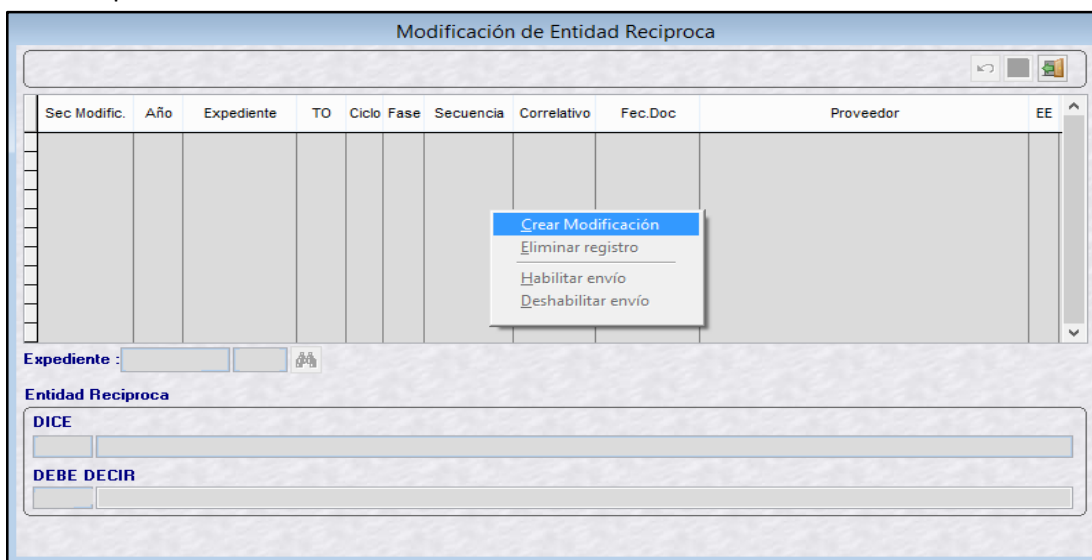 Modificación de Entidad Reciproca
Sec Modific. Año Expediente TO Ciclo Fase Secuencia Correlativo Fec.Doc Proveedor EE
Crear Modificación
Eliminar registro
Habilitar envío
Deshabilitar envío
Expediente :
Entidad Reciproca
DICE
DEBE DECIR